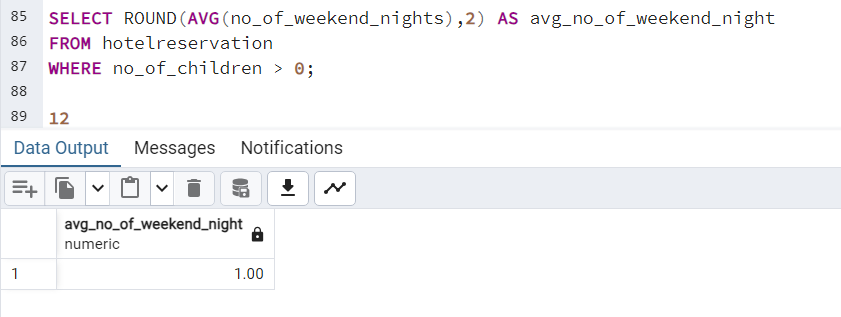 85 SELECT ROUND(AVG(no_of_weekend_nights),2) AS avg_no_of_weekend_night
86 FROM hotelreservation
87 WHERE no_of_children > 0;
88
89 12
Data Output Messages Notifications
avg_no_of_weekend_night
numeric
1 1.00